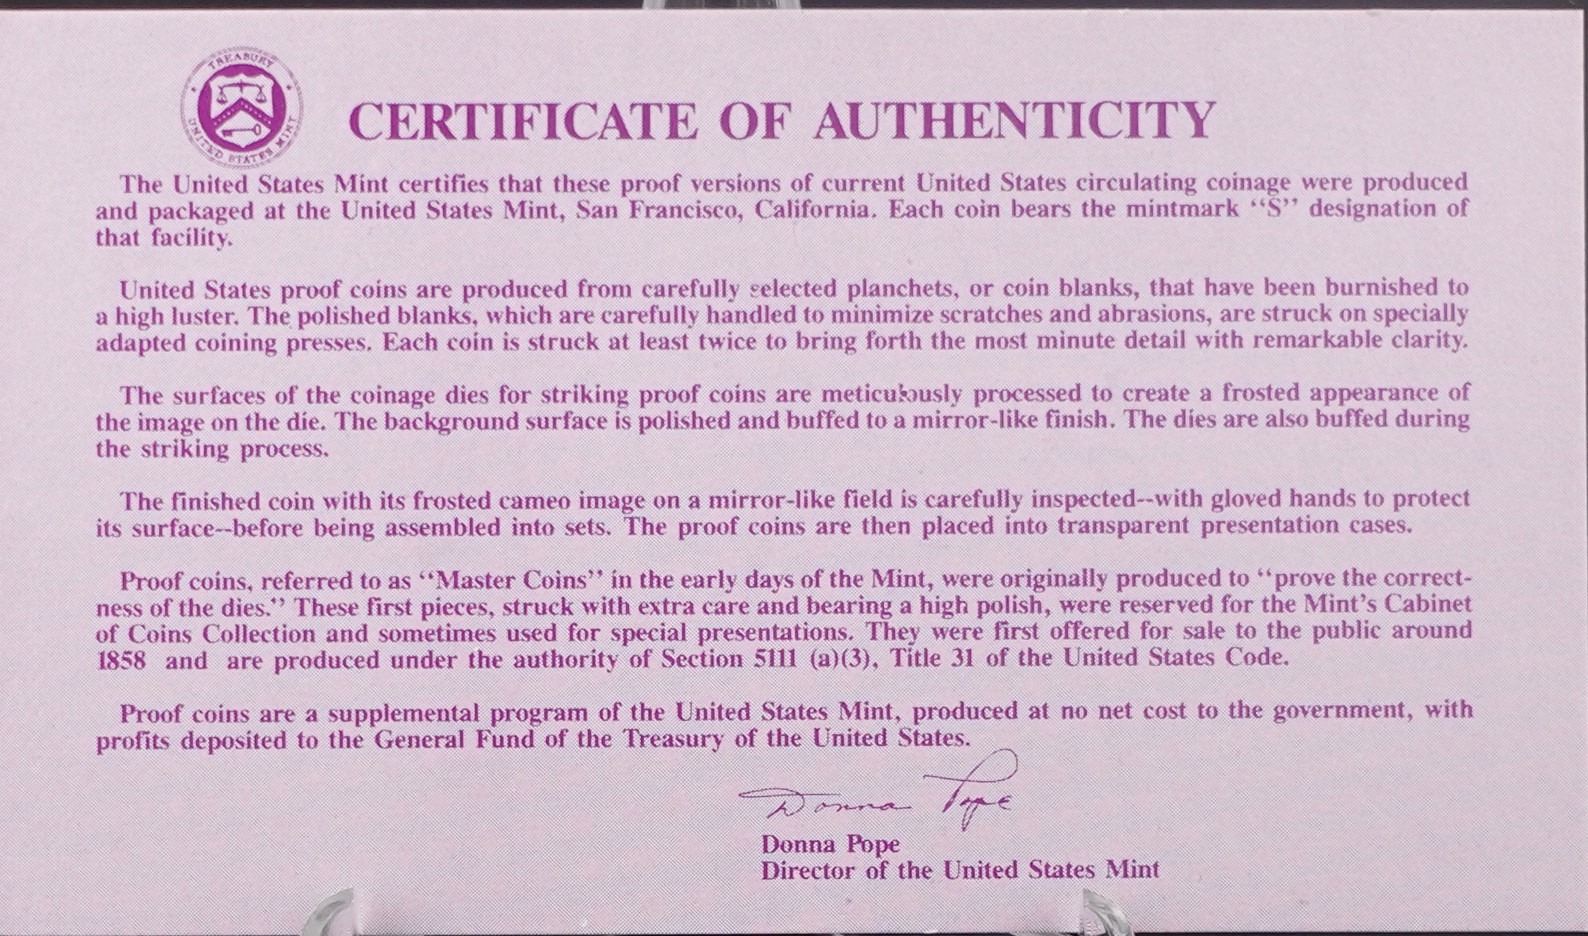 TREASURY
UNITED STATES MINT
CERTIFICATE OF AUTHENTICITY
The United States Mint certifies that these proof versions of current United States circulating coinage were produced
and packaged at the United States Mint, San Francisco, California. Each coin bears the mintmark “S” designation of
that facility.
United States proof coins are produced from carefully selected planchets, or coin blanks, that have been burnished to
a high luster. The polished blanks, which are carefully handled to minimize scratches and abrasions, are struck on specially
adapted coining presses. Each coin is struck at least twice to bring forth the most minute detail with remarkable clarity.
The surfaces of the coinage dies for striking proof coins are meticulously processed to create a frosted appearance of
the image on the die. The background surface is polished and buffed to a mirror-like finish. The dies are also buffed during
the striking process.
The finished coin with its frosted cameo image on a mirror-like field is carefully inspected--with gloved hands to protect
its surface--before being assembled into sets. The proof coins are then placed into transparent presentation cases.
Proof coins, referred to as “Master Coins” in the early days of the Mint, were originally produced to “prove the correct-
ness of the dies.” These first pieces, struck with extra care and bearing a high polish, were reserved for the Mint’s Cabinet
of Coins Collection and sometimes used for special presentations. They were first offered for sale to the public around
1858 and are produced under the authority of Section 5111 (a)(3), Title 31 of the United States Code.
Proof coins are a supplemental program of the United States Mint, produced at no net cost to the government, with
profits deposited to the General Fund of the Treasury of the United States.
Donna Pope
Donna Pope
Director of the United States Mint